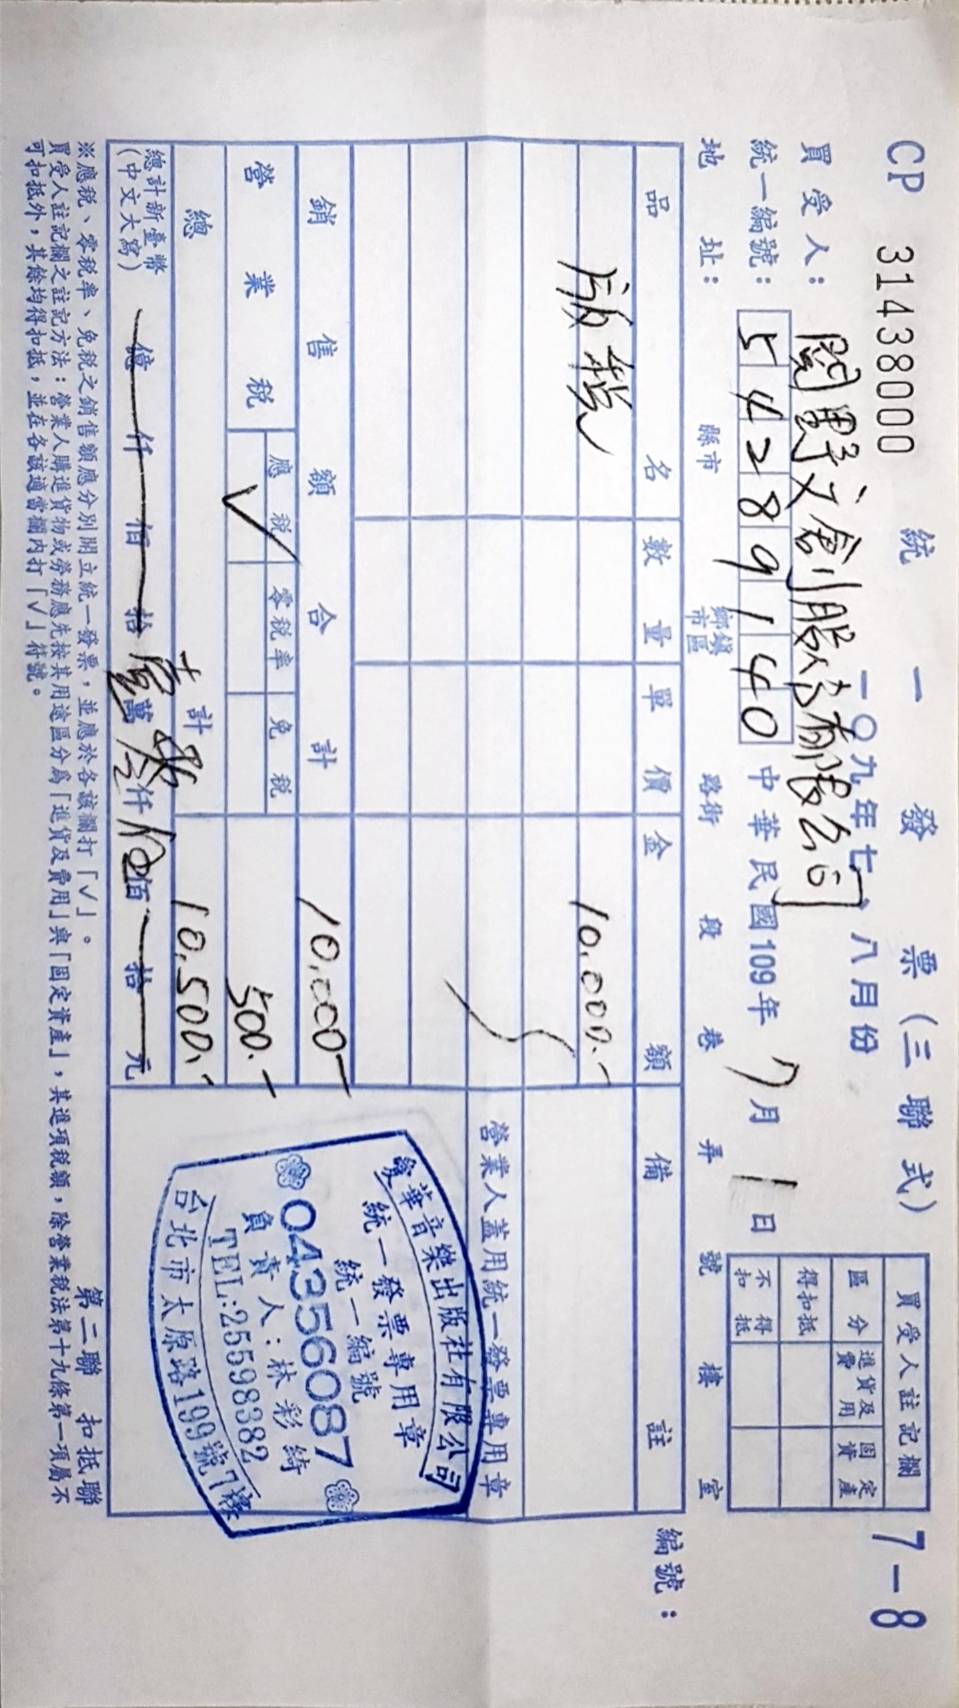 CP 31438000
統一發票(三聯式)
7-8
一〇九年七、八月份
買受人：閱野文創股份有限公司
統一編號：54289140
中華民國109年7月1日
地址： 縣市 鄉鎮市區 路街 段 巷 弄 號 樓 室
編號：
買受人註記欄
區分 進貨及費用 固定資產
得扣抵
不得扣抵
品名 數量 單價 金額 備註
版稅 10,000.-
銷售額合計 10,000-
營業人蓋用統一發票專用章
營業稅 應稅 零稅率 免稅
✓ 500.-
總計 10,500.-
總計新臺幣
(中文大寫) 億 仟 佰 拾 壹萬 零仟 伍佰 拾 元
愛華音樂出版社有限公司
統一發票專用章
統一編號
04356087
負責人：林彩綺
TEL:25598382
台北市太原路199號7樓
※應稅、零稅率、免稅之銷售額應分別開立統一發票，並應於各該欄打「√」。
買受人註記欄之註記方法：營業人購進貨物或勞務應先按其用途區分為「進貨及費用」與「固定資產」，其進項稅額，除營業稅法第十九條第一項屬不
可扣抵外，其餘均得扣抵，並在各該適當欄內打「√」符號。
第二聯 扣抵聯